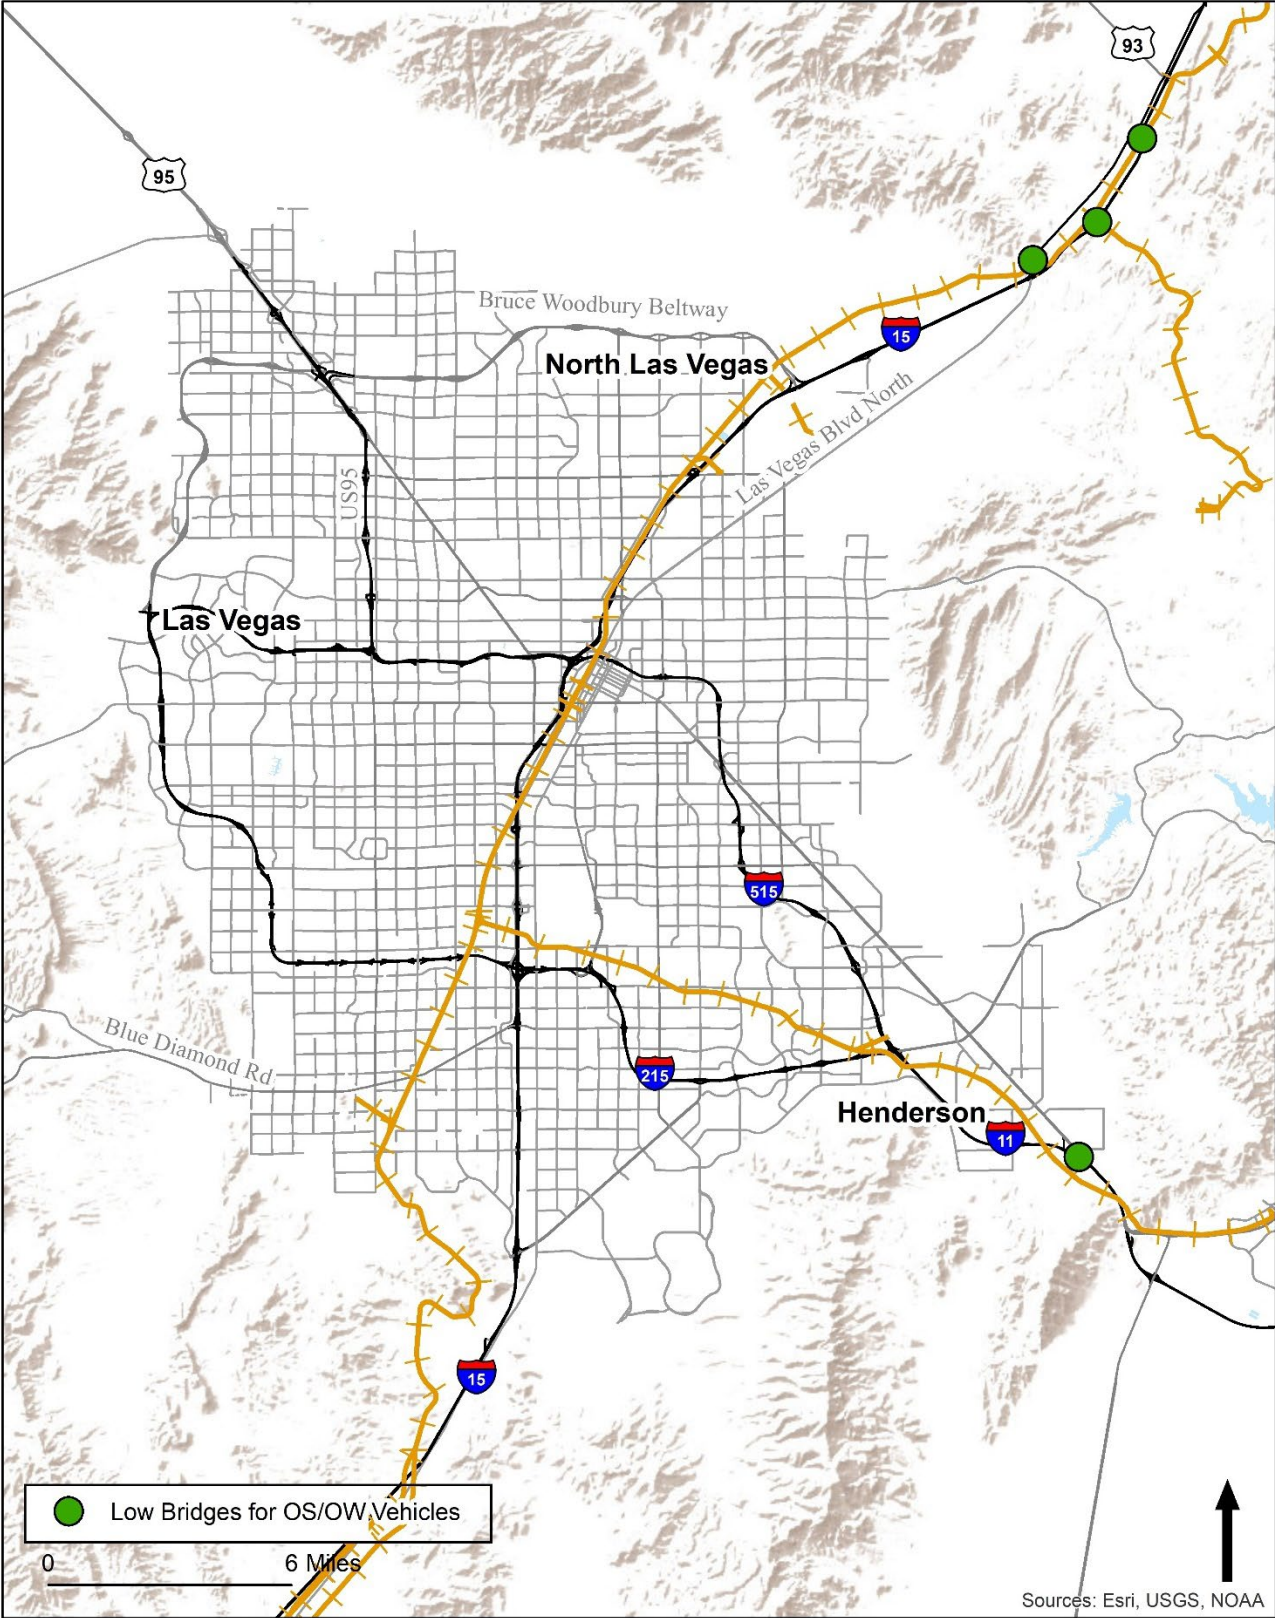 93
95
Bruce Woodbury Beltway
15
North Las Vegas
Las Vegas Blvd North
US95
Las Vegas
515
Blue Diamond Rd
215
Henderson
11
15
Low Bridges for OS/OW Vehicles
0 6 Miles
Sources: Esri, USGS, NOAA